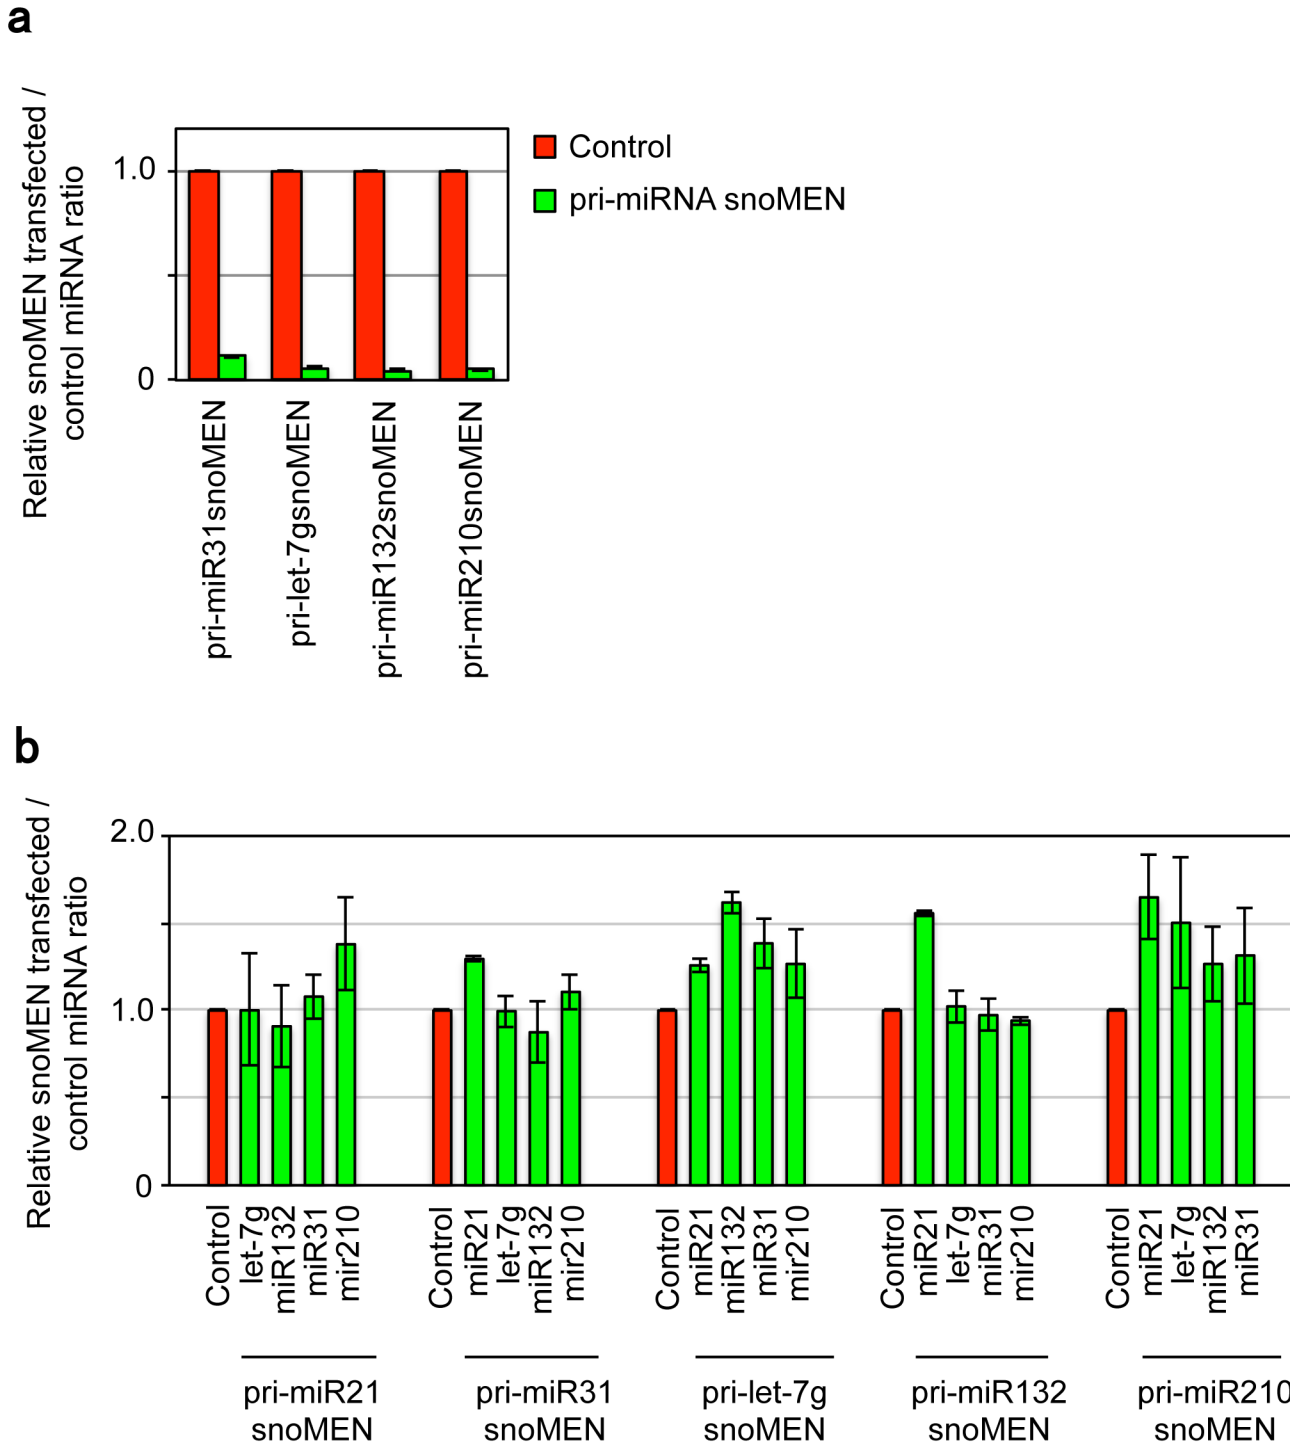 a
Relative snoMEN transfected /
control miRNA ratio
1.0
0
Control
pri-miRNA snoMEN
pri-miR31snoMEN
pri-let-7gsnoMEN
pri-miR132snoMEN
pri-miR210snoMEN
b
Relative snoMEN transfected /
control miRNA ratio
2.0
1.0
0
Control
let-7g
miR132
miR31
mir210
Control
miR21
let-7g
miR132
mir210
Control
miR21
miR132
miR31
mir210
Control
miR21
let-7g
miR31
mir210
Control
miR21
let-7g
miR132
miR31
pri-miR21
snoMEN
pri-miR31
snoMEN
pri-let-7g
snoMEN
pri-miR132
snoMEN
pri-miR210
snoMEN